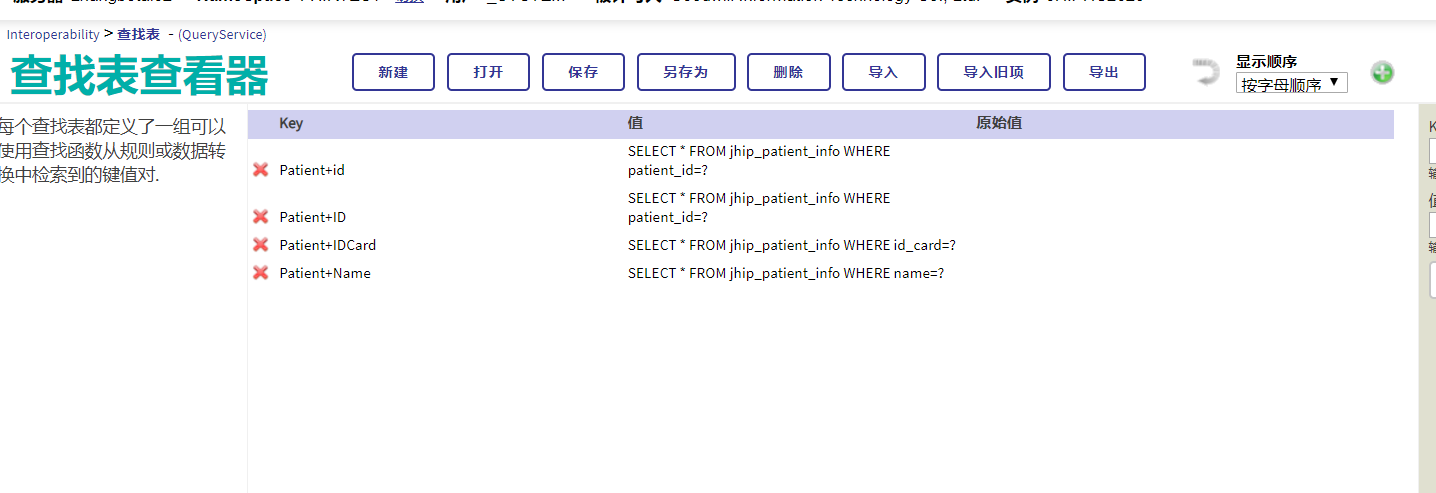 Interoperability > 查找表 - (QueryService)
查找表查看器
新建 打开 保存 另存为 删除 导入 导入旧项 导出
显示顺序
按字母顺序
每个查找表都定义了一组可以
使用查找函数从规则或数据转
换中检索到的键值对.
Key 值 原始值
Patient+id SELECT * FROM jhip_patient_info WHERE
patient_id=?
Patient+ID SELECT * FROM jhip_patient_info WHERE
patient_id=?
Patient+IDCard SELECT * FROM jhip_patient_info WHERE id_card=?
Patient+Name SELECT * FROM jhip_patient_info WHERE name=?